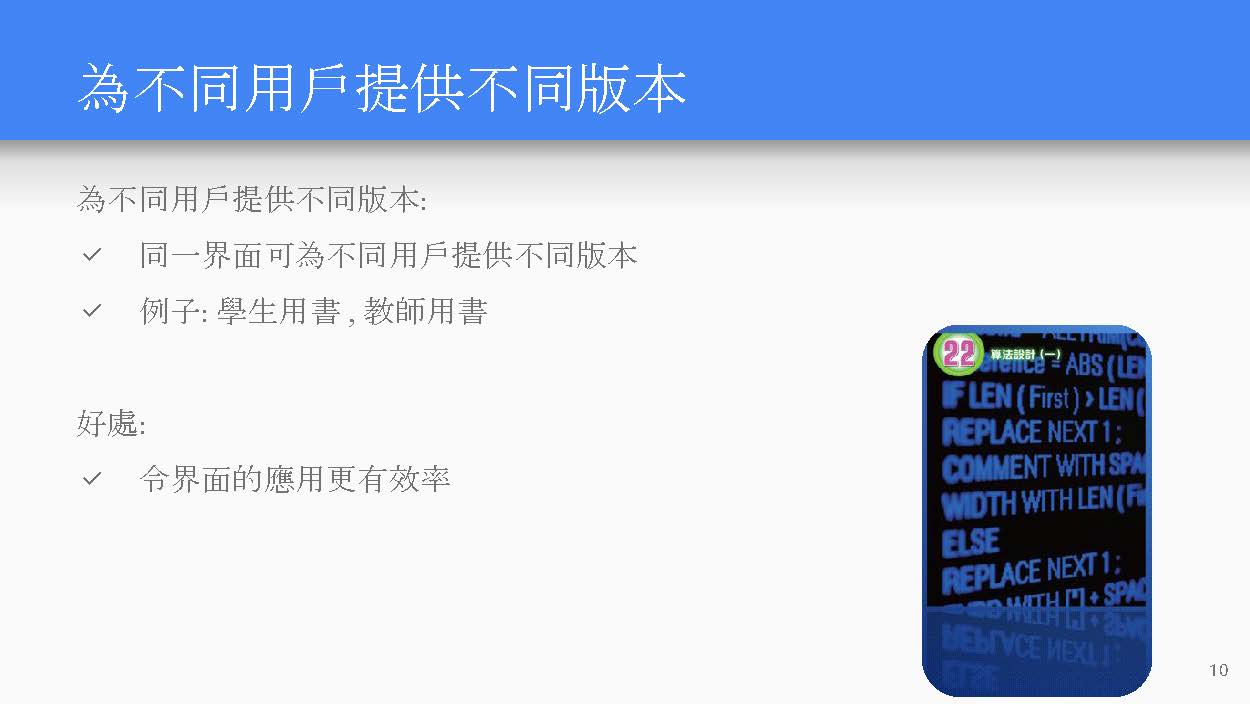 為不同用戶提供不同版本
為不同用戶提供不同版本:
✓ 同一界面可為不同用戶提供不同版本
✓ 例子: 學生用書 , 教師用書
好處:
✓ 令界面的應用更有效率
22 算法設計 (一)
= ABS ( LEN
IF LEN ( First ) > LEN (
REPLACE NEXT 1 ;
COMMENT WITH SPA
WIDTH WITH LEN ( Fi
ELSE
REPLACE NEXT 1 ;
WITH [*] + SPAC
10